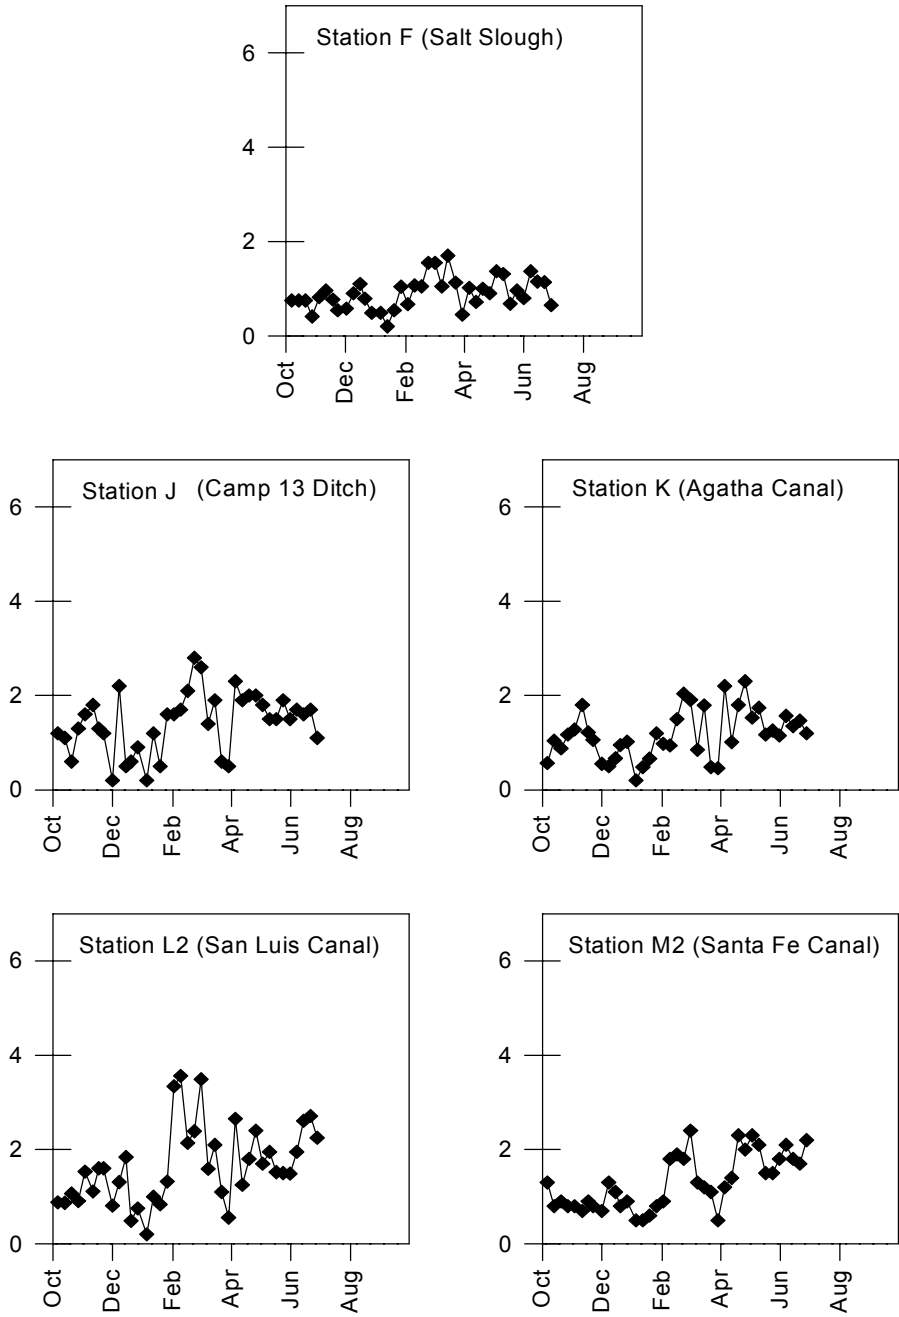 Station F (Salt Slough)
6
4
2
0
Oct
Dec
Feb
Apr
Jun
Aug
Station J (Camp 13 Ditch)
6
4
2
0
Oct
Dec
Feb
Apr
Jun
Aug
Station K (Agatha Canal)
6
4
2
0
Oct
Dec
Feb
Apr
Jun
Aug
Station L2 (San Luis Canal)
6
4
2
0
Oct
Dec
Feb
Apr
Jun
Aug
Station M2 (Santa Fe Canal)
6
4
2
0
Oct
Dec
Feb
Apr
Jun
Aug